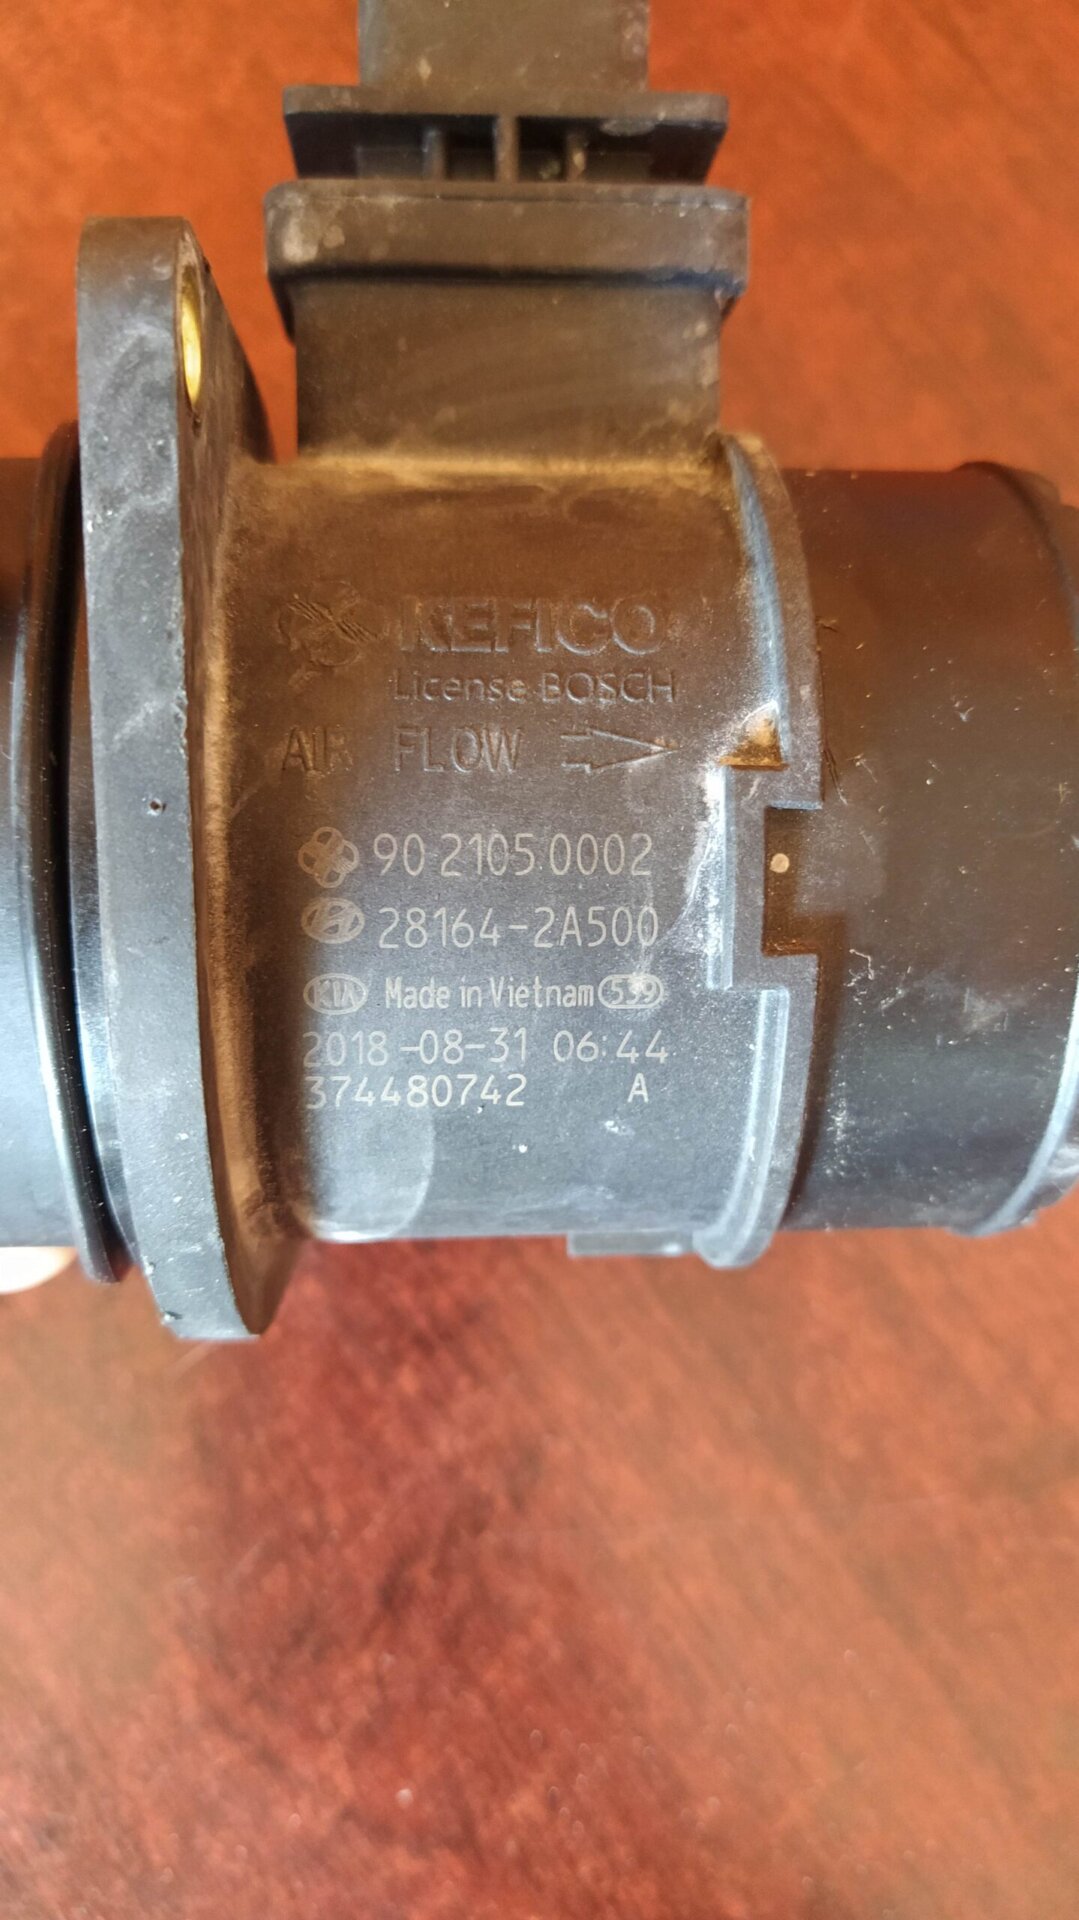 KEFICO
License BOSCH
AIR FLOW
90 2105 0002
28164-2A500
KIA Made in Vietnam 539
2018-08-31 06:44
374480742 A